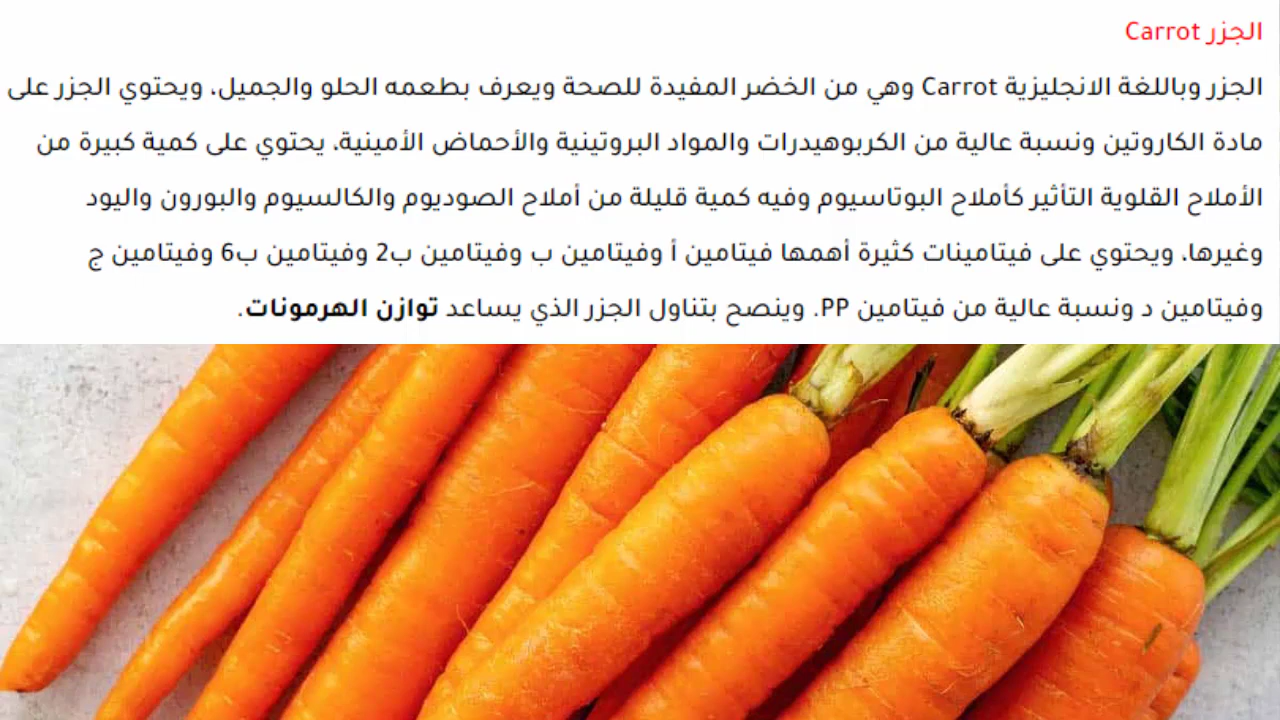 الجزر Carrot
الجزر وباللغة الانجليزية Carrot وهي من الخضر المفيدة للصحة ويعرف بطعمه الحلو والجميل، ويحتوي الجزر على
مادة الكاروتين ونسبة عالية من الكربوهيدرات والمواد البروتينية والأحماض الأمينية، يحتوي على كمية كبيرة من
الأملاح القلوية التأثير كأملاح البوتاسيوم وفيه كمية قليلة من أملاح الصوديوم والكالسيوم والبورون واليود
وغيرها، ويحتوي على فيتامينات كثيرة أهمها فيتامين أ وفيتامين ب وفيتامين ب2 وفيتامين ب6 وفيتامين ج
وفيتامين د ونسبة عالية من فيتامين PP. وينصح بتناول الجزر الذي يساعد توازن الهرمونات.